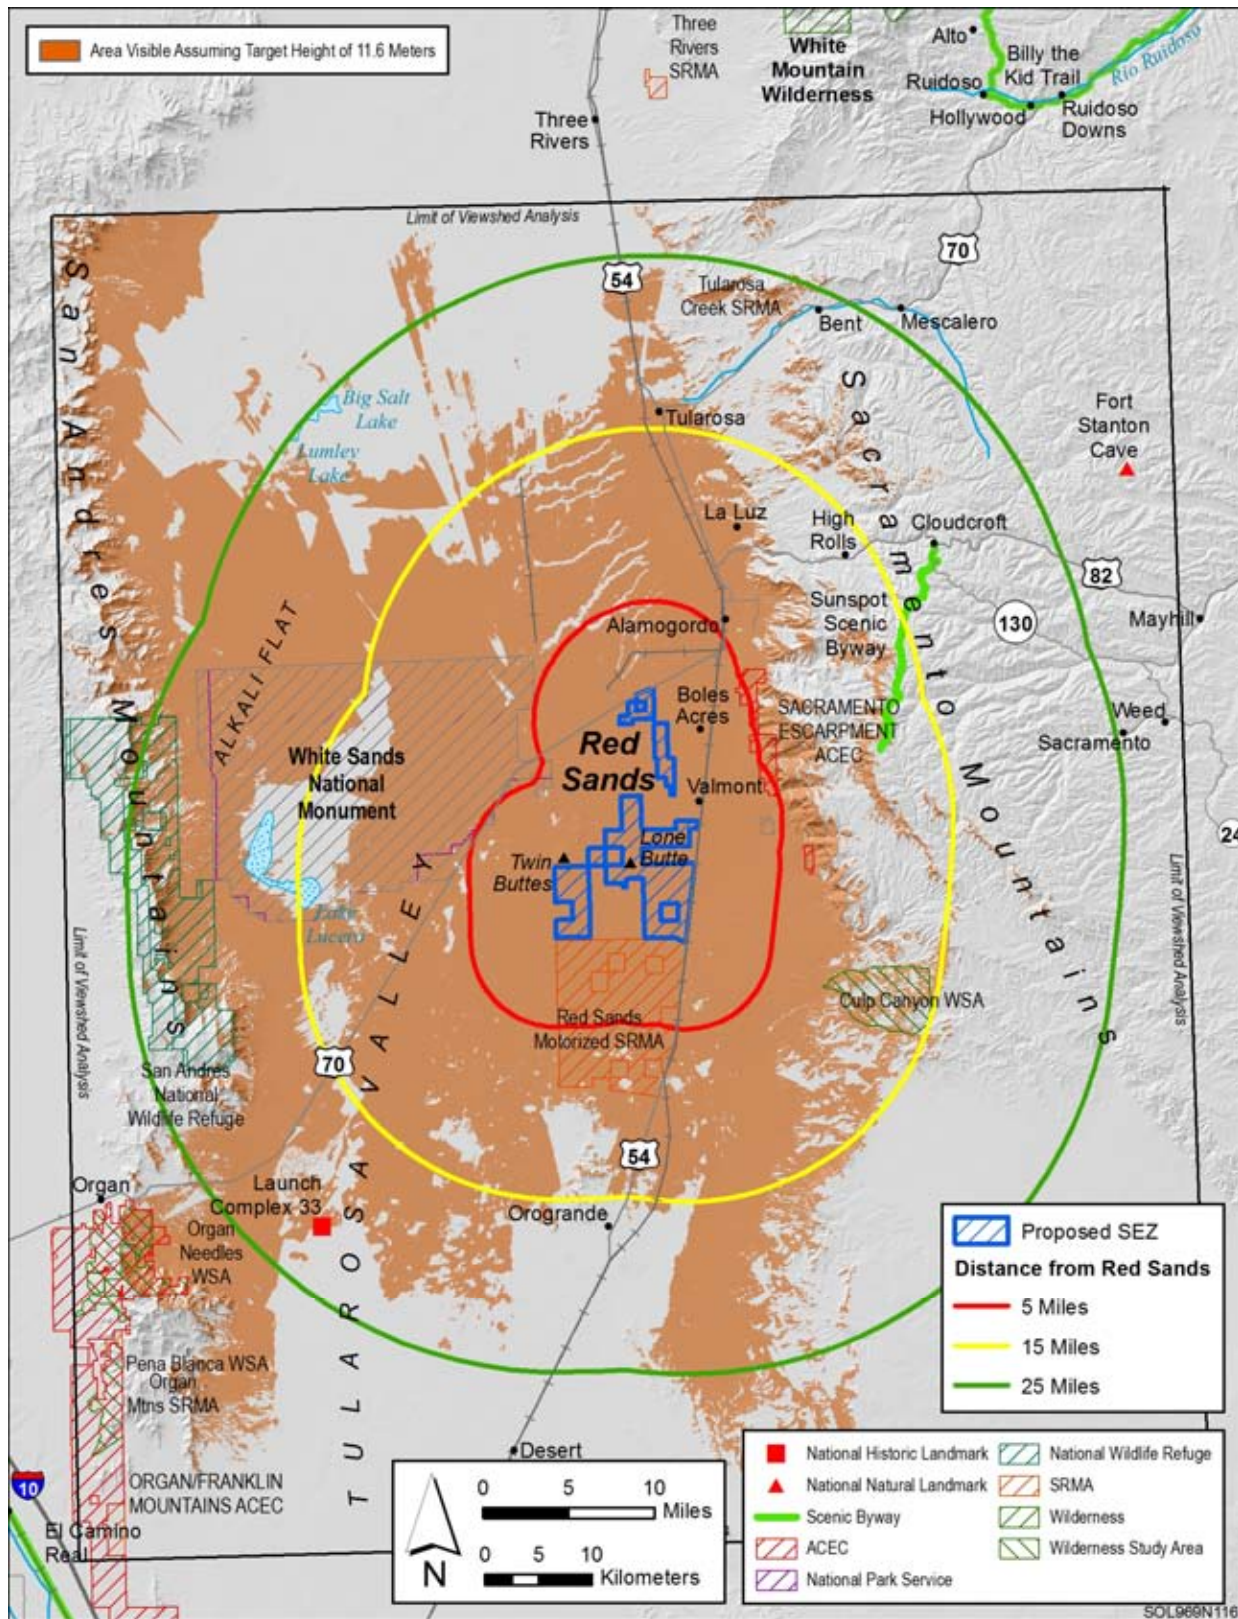 Area Visible Assuming Target Height of 11.6 Meters
Three
Rivers
SRMA
White
Mountain
Wilderness
Alto
Billy the
Kid Trail
Rio Ruidoso
Ruidoso
Hollywood
Ruidoso
Downs
Three
Rivers
Limit of Viewshed Analysis
70
54
Tularosa
Creek SRMA
Bent
Mescalero
San Andres Mountains
Sacramento Mountains
Big Salt
Lake
Lumley
Lake
Tularosa
Fort
Stanton
Cave
La Luz
High
Rolls
Cloudcroft
82
Sunspot
Scenic
Byway
130
Mayhill
Alamogordo
ALKALI FLAT
Boles
Acres
SACRAMENTO
ESCARPMENT
ACEC
Weed
Sacramento
White Sands
National
Monument
Red
Sands
Valmont
24
Lone
Butte
Twin
Buttes
Lake
Lucero
TULAROSA VALLEY
Limit of Viewshed Analysis
Limit of Viewshed Analysis
Culp Canyon WSA
Red Sands
Motorized SRMA
70
San Andres
National
Wildlife Refuge
54
Organ
Launch
Complex 33
Orogrande
Organ
Needles
WSA
Proposed SEZ
Distance from Red Sands
5 Miles
15 Miles
25 Miles
Pena Blanca WSA
Organ
Mtns SRMA
Desert
10
ORGAN/FRANKLIN
MOUNTAINS ACEC
El Camino
Real
N
0 5 10
Miles
0 5 10
Kilometers
National Historic Landmark
National Natural Landmark
Scenic Byway
ACEC
National Park Service
National Wildlife Refuge
SRMA
Wilderness
Wilderness Study Area
SOL969N116